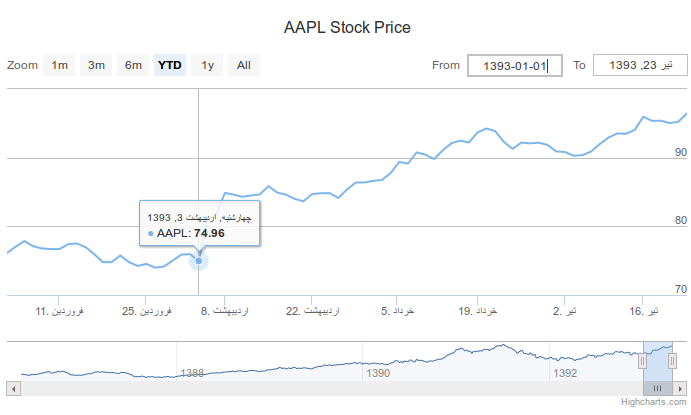 AAPL Stock Price
Zoom 1m 3m 6m YTD 1y All From 1393-01-01 To تیر 23, 1393
90
80
70
چهارشنبه, اردیبهشت 3, 1393
AAPL: 74.96
11. فروردین 25. فروردین 8. اردیبهشت 22. اردیبهشت 5. خرداد 19. خرداد 2. تیر 16. تیر
1388 1390 1392
Highcharts.com